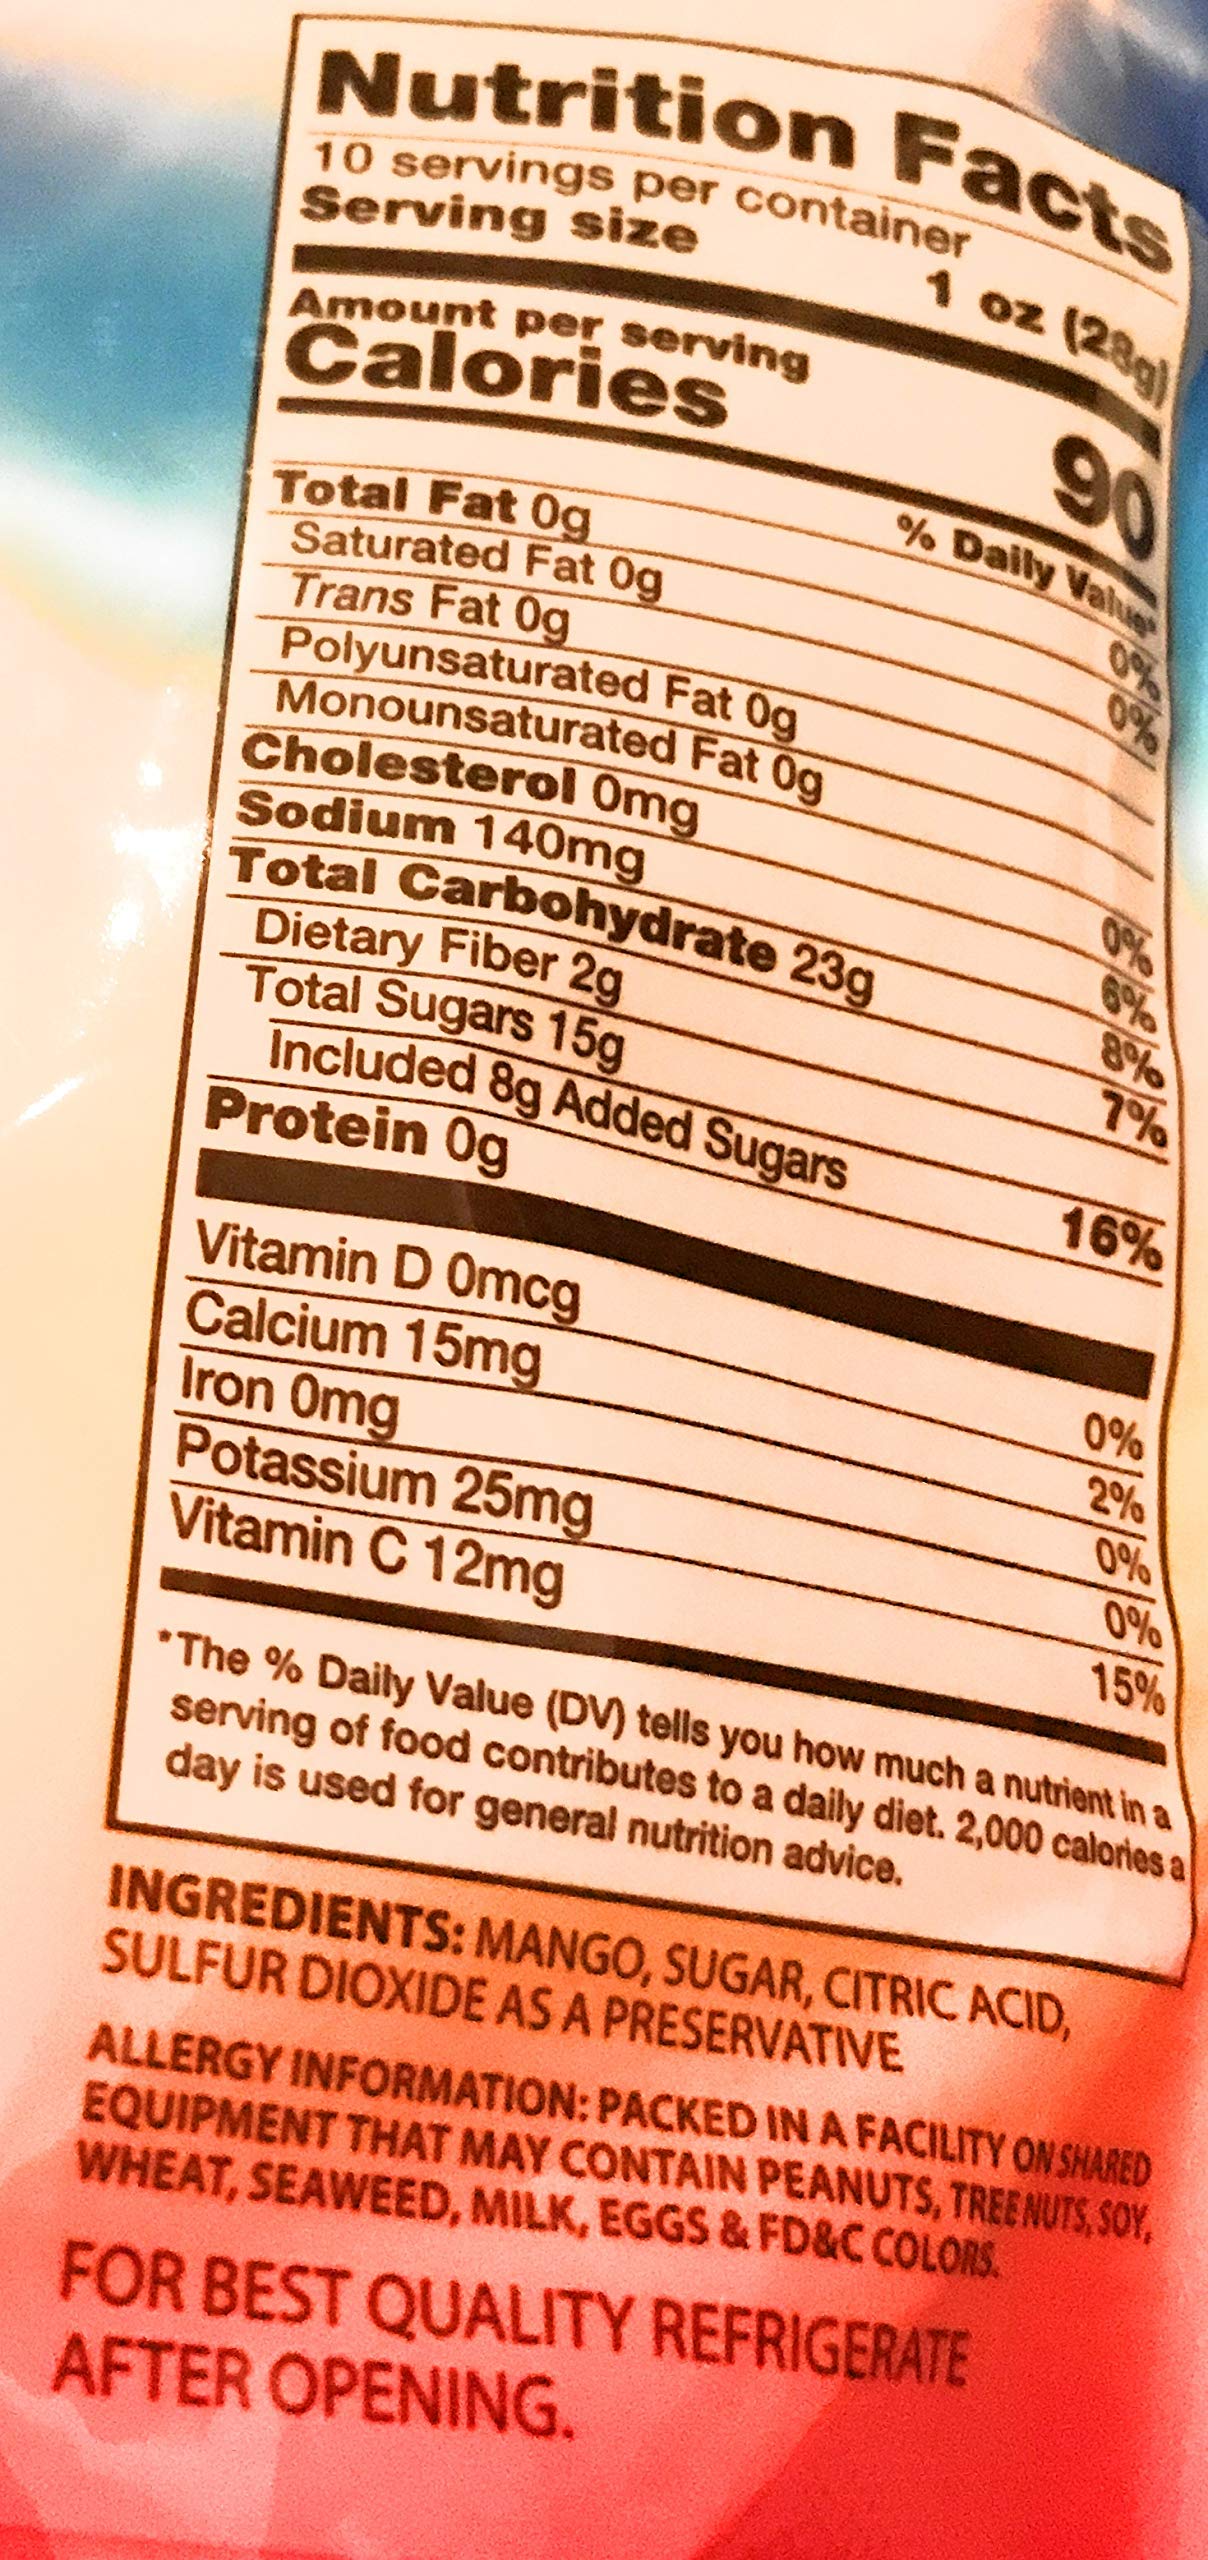 Nutrition Facts
10 servings per container
Serving size 1 oz (28g)
Amount per serving
Calories 90
% Daily Value*
Total Fat 0g 0%
Saturated Fat 0g 0%
Trans Fat 0g
Polyunsaturated Fat 0g
Monounsaturated Fat 0g
Cholesterol 0mg 0%
Sodium 140mg 6%
Total Carbohydrate 23g 8%
Dietary Fiber 2g 7%
Total Sugars 15g
Included 8g Added Sugars 16%
Protein 0g
Vitamin D 0mcg 0%
Calcium 15mg 2%
Iron 0mg 0%
Potassium 25mg 0%
Vitamin C 12mg 15%
*The % Daily Value (DV) tells you how much a nutrient in a
serving of food contributes to a daily diet. 2,000 calories a
day is used for general nutrition advice.
INGREDIENTS: MANGO, SUGAR, CITRIC ACID,
SULFUR DIOXIDE AS A PRESERVATIVE
ALLERGY INFORMATION: PACKED IN A FACILITY ON SHARED
EQUIPMENT THAT MAY CONTAIN PEANUTS, TREE NUTS, SOY,
WHEAT, SEAWEED, MILK, EGGS & FD&C COLORS.
FOR BEST QUALITY REFRIGERATE
AFTER OPENING.